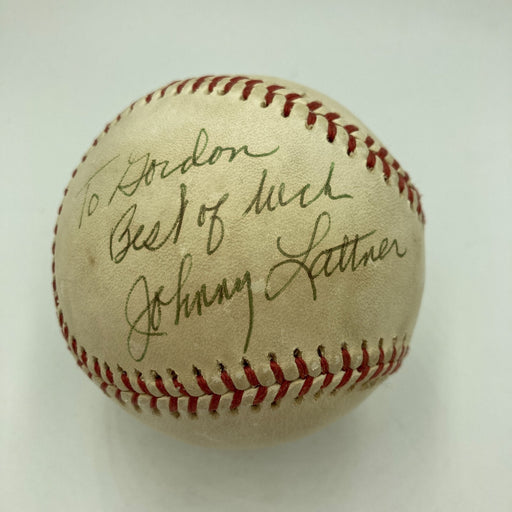 To Gordon
Best of luck
Johnny Lattner